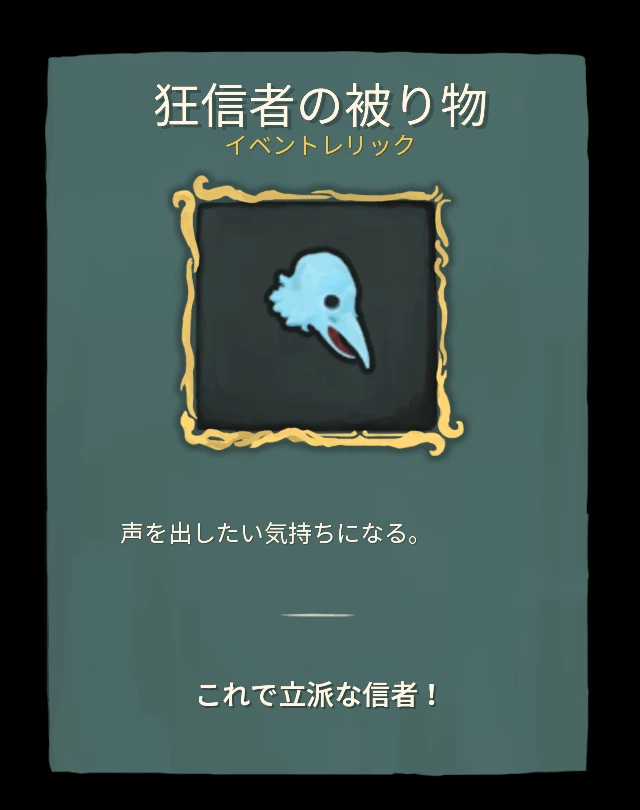 狂信者の被り物
イベントレリック
声を出したい気持ちになる。
これで立派な信者！